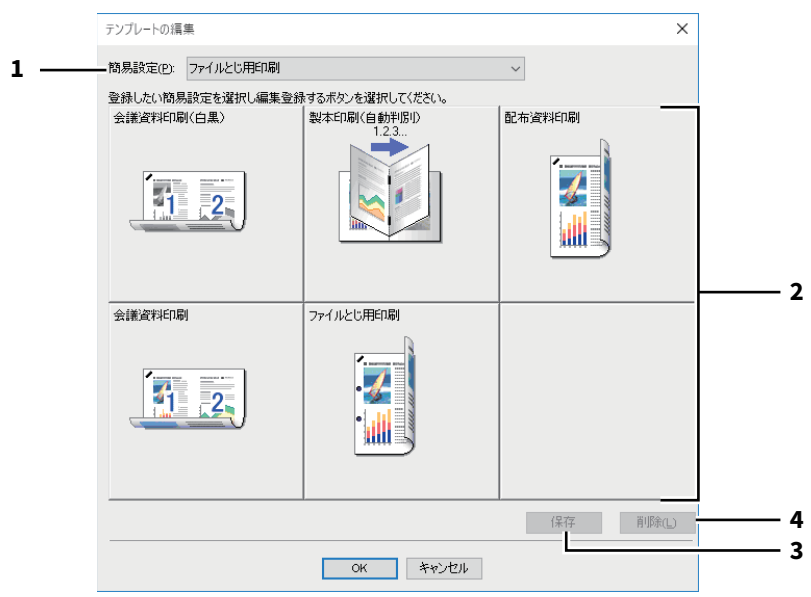 テンプレートの編集
1
簡易設定(P): ファイルとじ用印刷
登録したい簡易設定を選択し編集登録するボタンを選択してください。
会議資料印刷(白黒)
製本印刷(自動判別)
配布資料印刷
1.2.3...
1 2
2
会議資料印刷
ファイルとじ用印刷
1 2
保存
削除(L)
4
3
OK
キャンセル